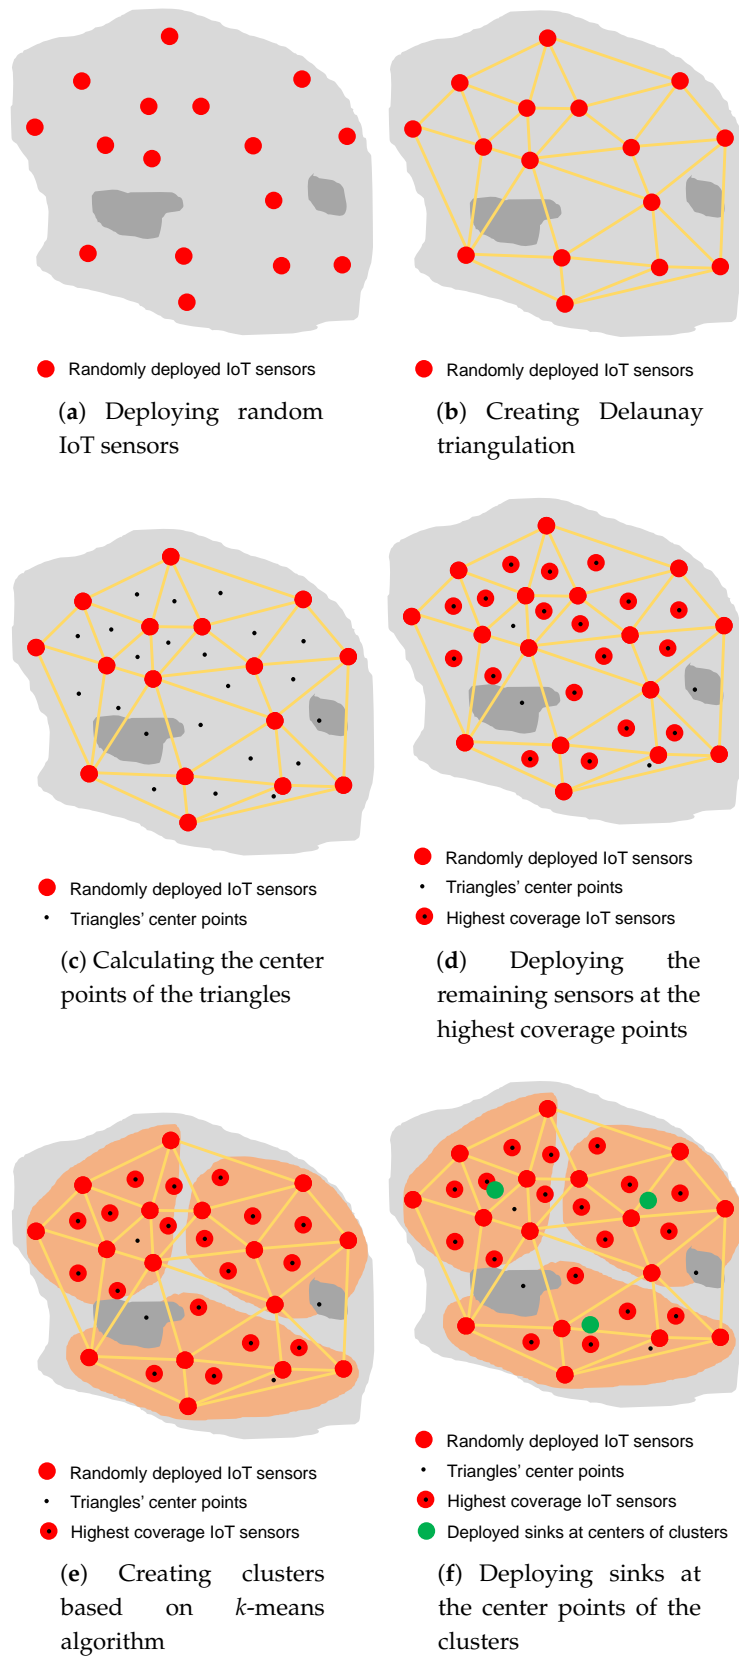 Randomly deployed IoT sensors
(a) Deploying random
IoT sensors
Randomly deployed IoT sensors
(b) Creating Delaunay
triangulation
Randomly deployed IoT sensors
Triangles' center points
(c) Calculating the center
points of the triangles
Randomly deployed IoT sensors
Triangles' center points
Highest coverage IoT sensors
(d) Deploying the
remaining sensors at the
highest coverage points
Randomly deployed IoT sensors
Triangles' center points
Highest coverage IoT sensors
(e) Creating clusters
based on k-means
algorithm
Randomly deployed IoT sensors
Triangles' center points
Highest coverage IoT sensors
Deployed sinks at centers of clusters
(f) Deploying sinks at
the center points of the
clusters